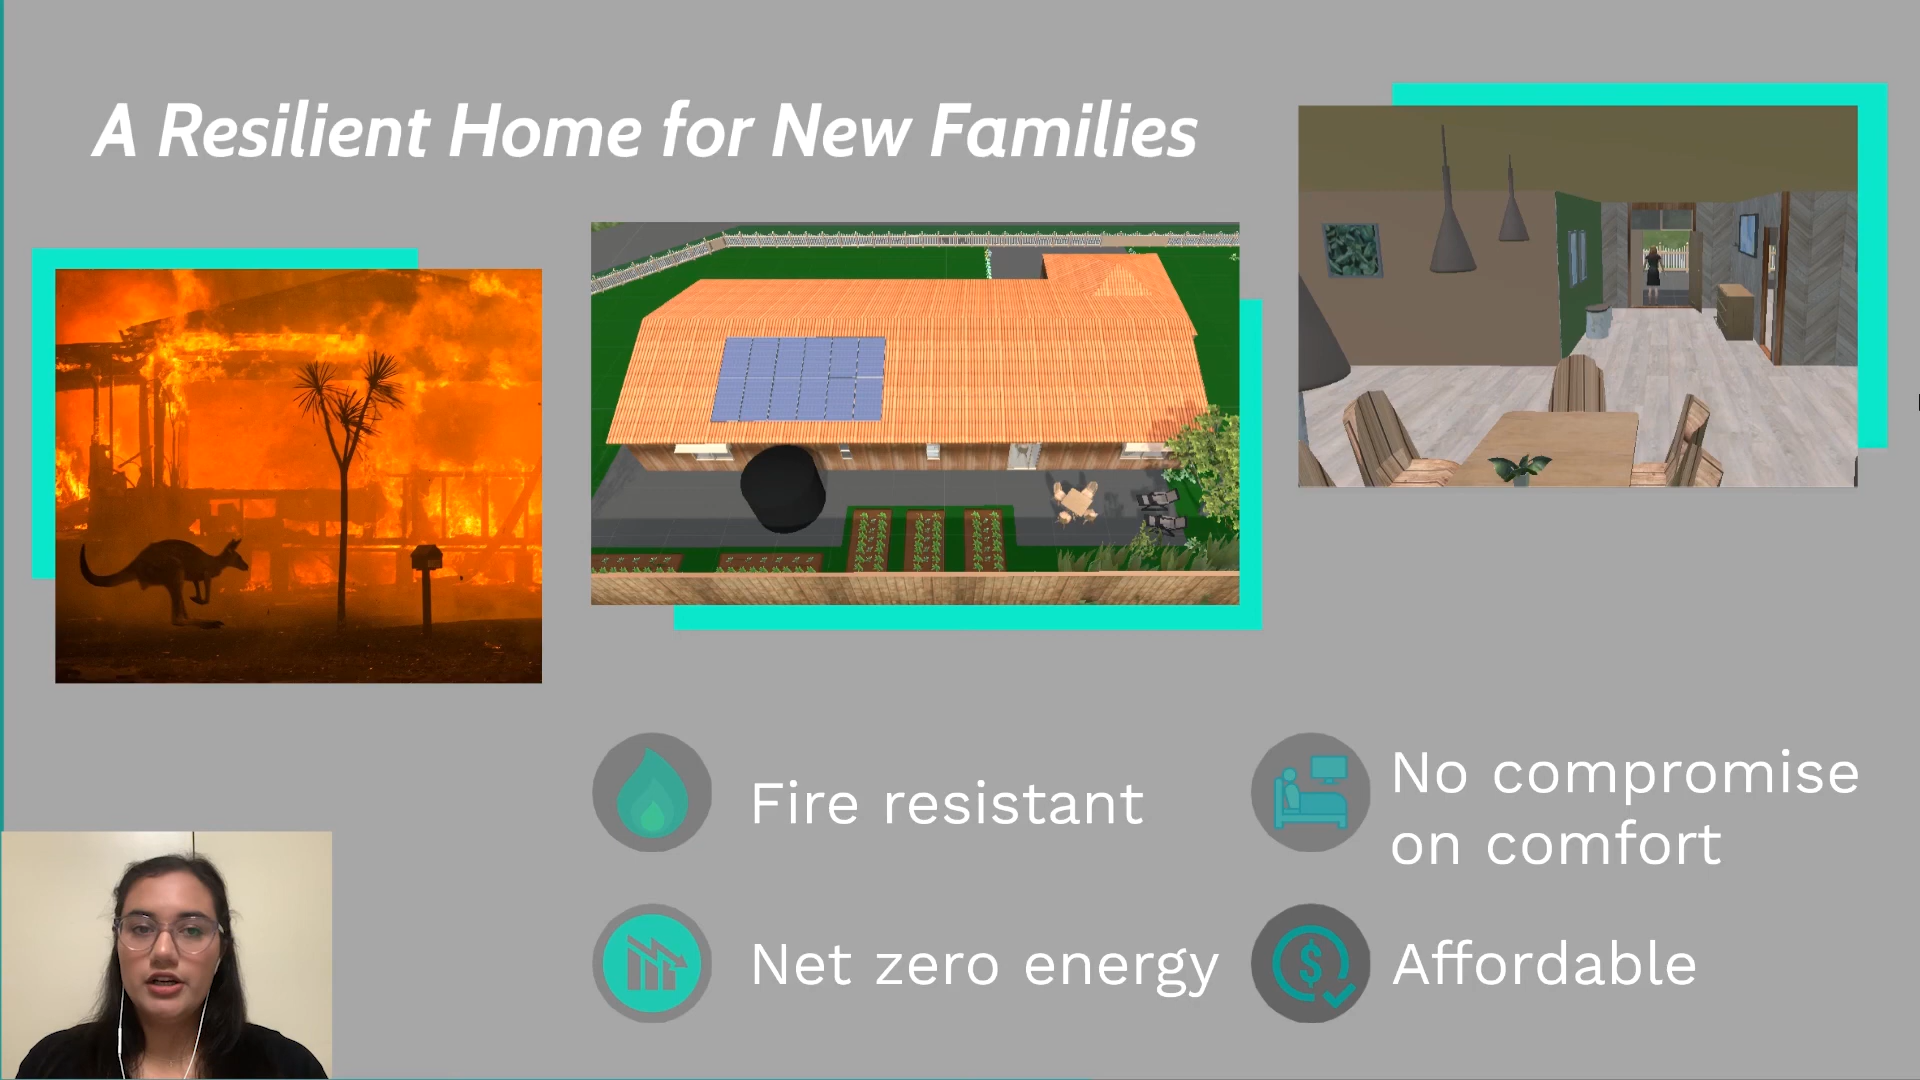 A Resilient Home for New Families
Fire resistant
No compromise
on comfort
Net zero energy
$
Affordable